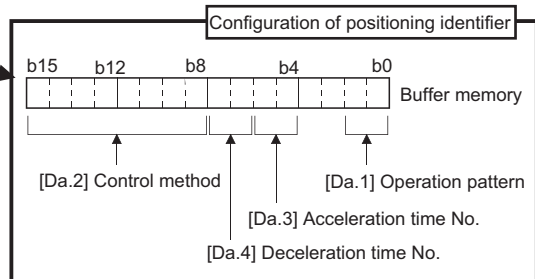 Configuration of positioning identifier
b15 b12 b8 b4 b0
Buffer memory
[Da.2] Control method
[Da.1] Operation pattern
[Da.3] Acceleration time No.
[Da.4] Deceleration time No.